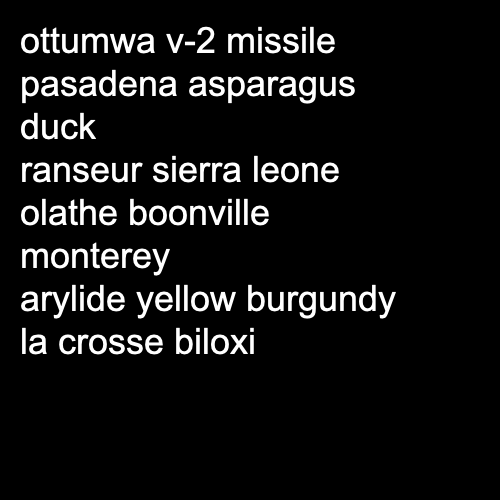 ottumwa v-2 missile
pasadena asparagus
duck
ranseur sierra leone
olathe boonville
monterey
arylide yellow burgundy
la crosse biloxi